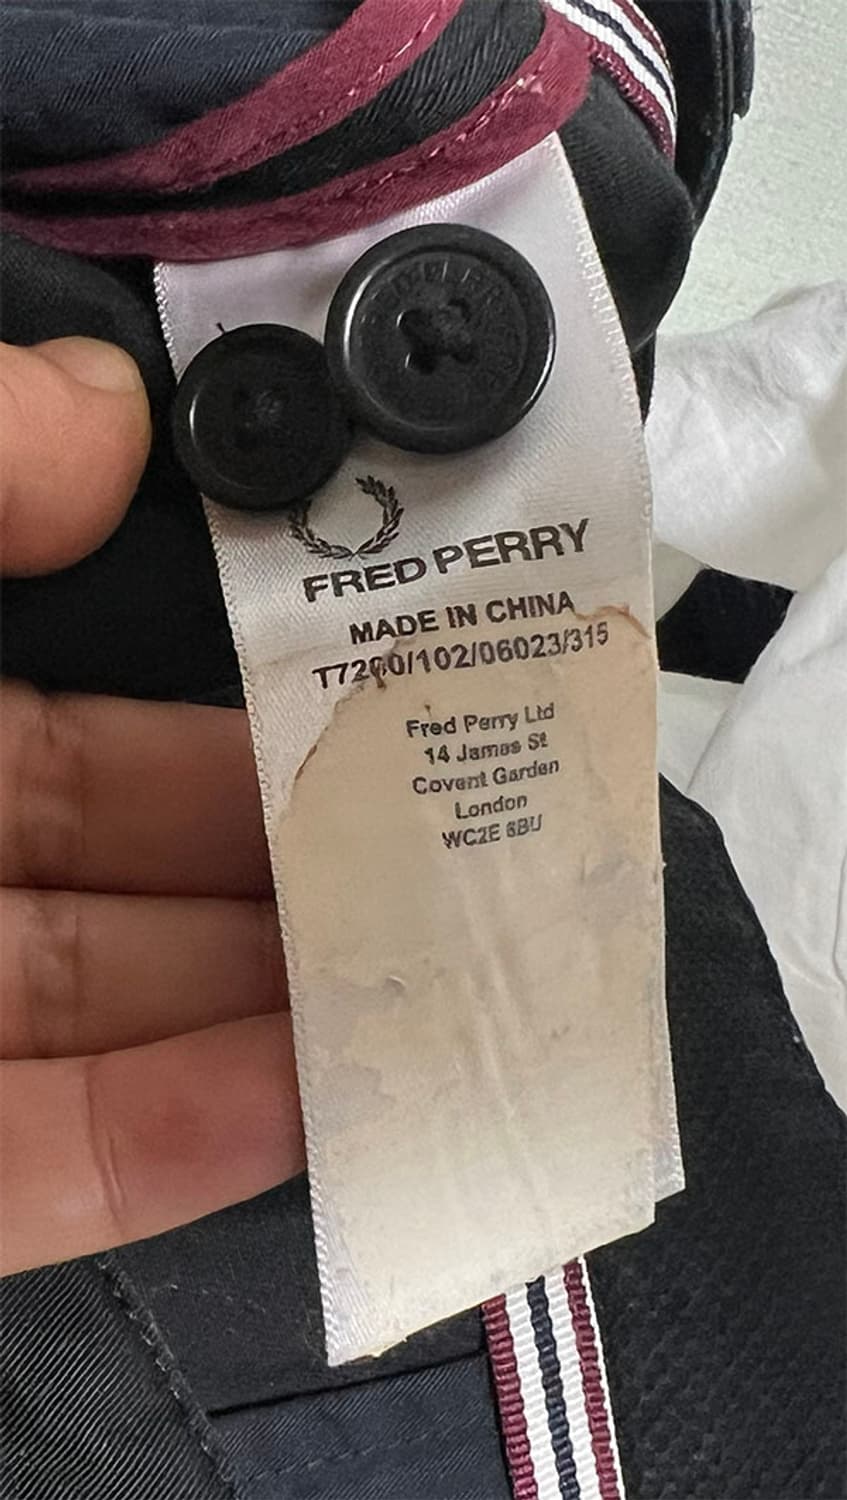 FRED PERRY
MADE IN CHINA
T7200/102/06023/315
Fred Perry Ltd
14 James St
Covent Garden
London
WC2E 8BU